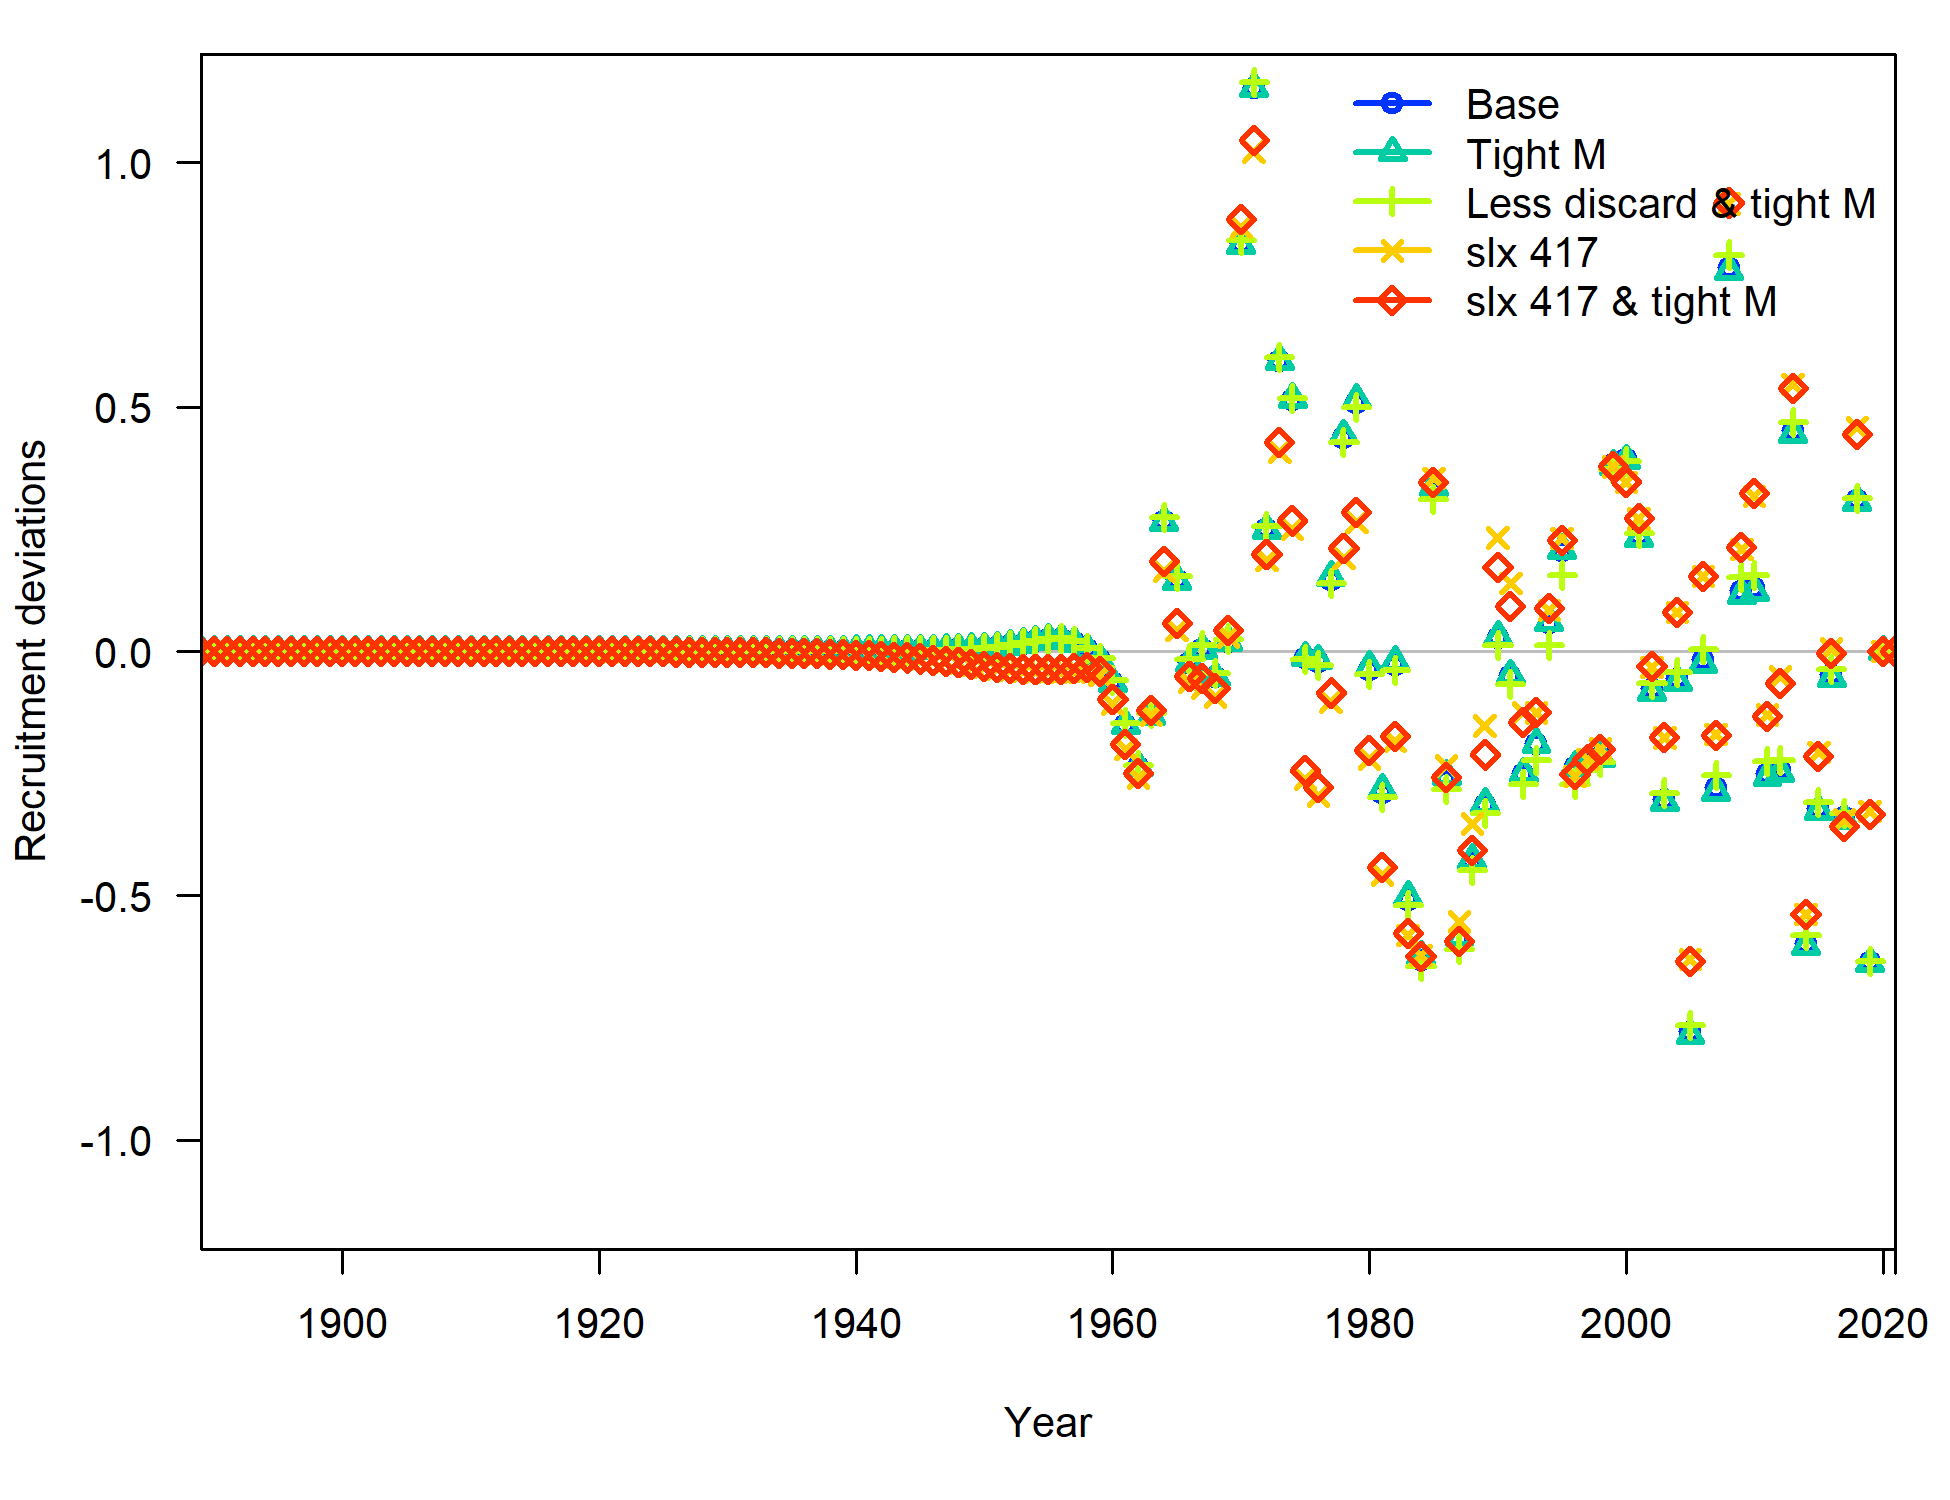 Base
Tight M
Less discard & tight M
slx 417
slx 417 & tight M
1.0
0.5
0.0
-0.5
-1.0
Recruitment deviations
1900 1920 1940 1960 1980 2000 2020
Year